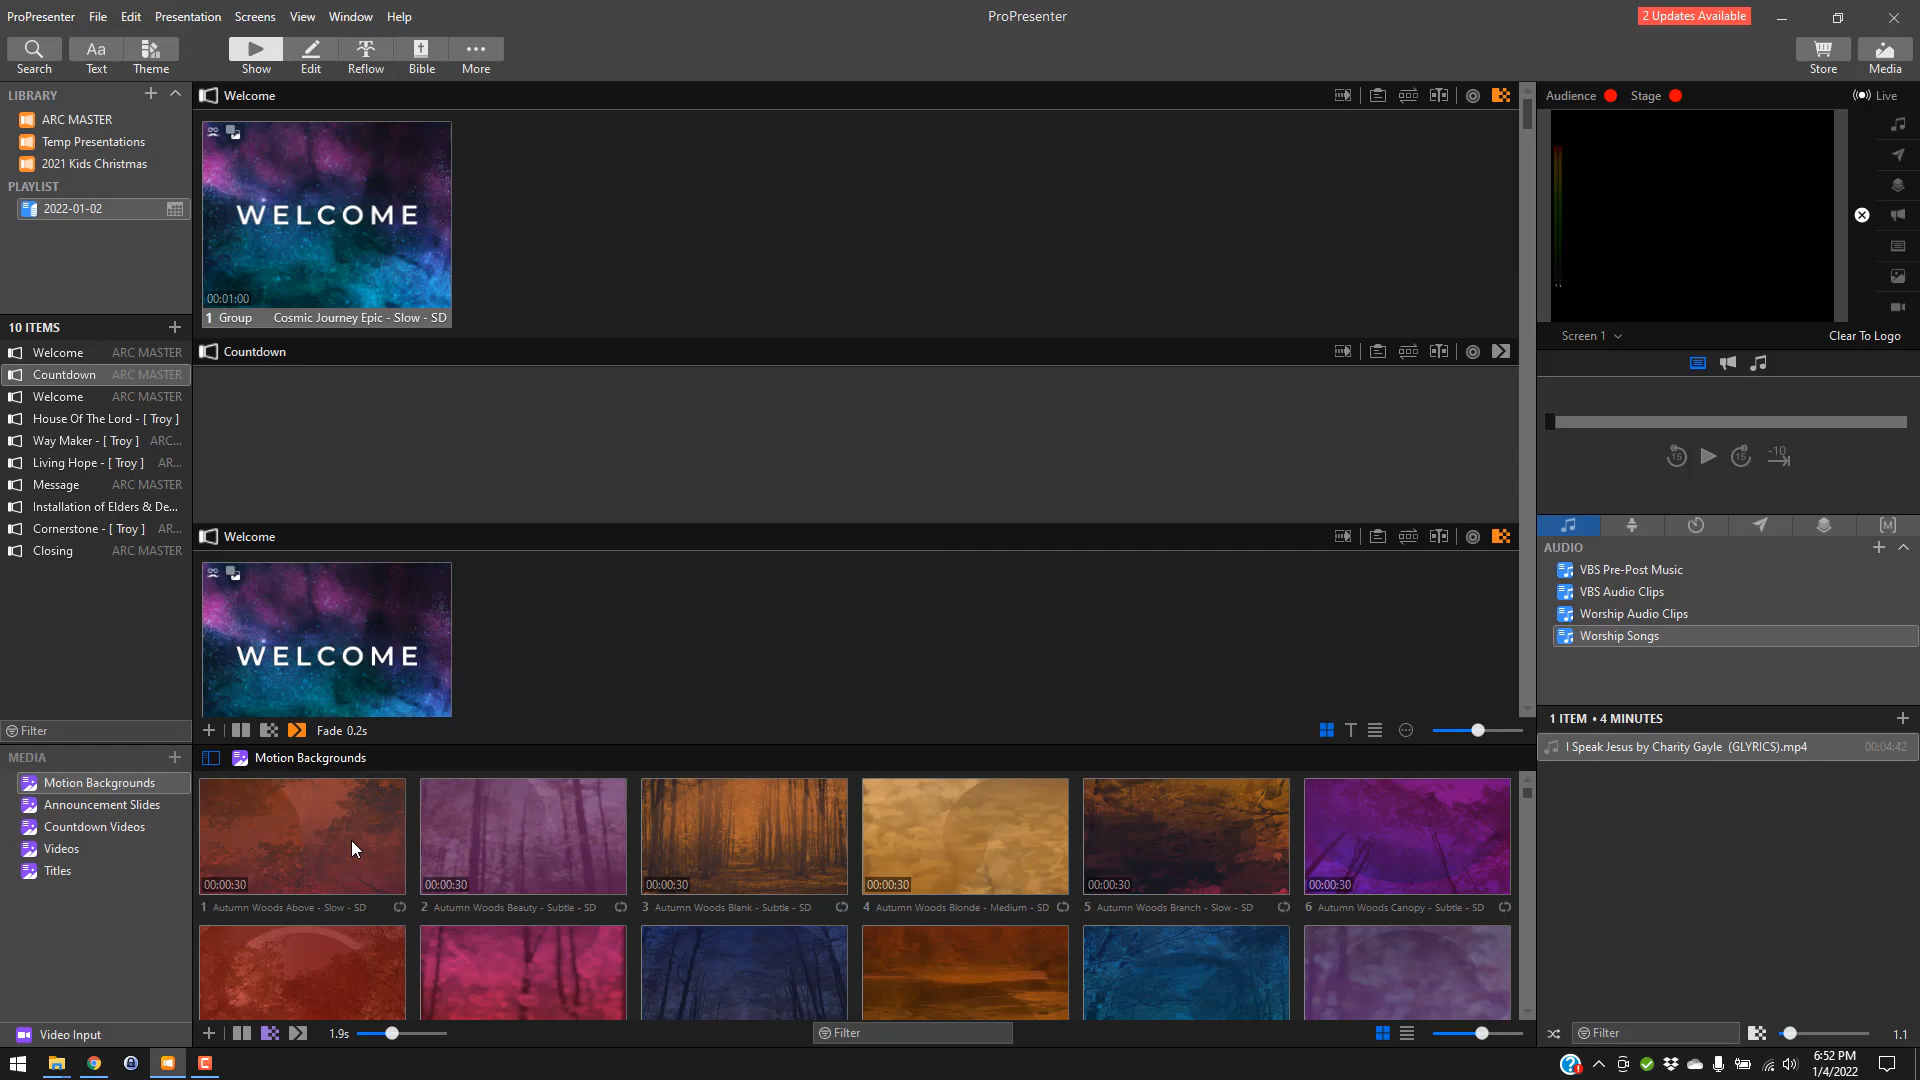 ProPresenter File Edit Presentation Screens View Window Help
ProPresenter
2 Updates Available
Search Text Theme Show Edit Reflow Bible More Store Media
Aa
LIBRARY
ARC MASTER
Temp Presentations
2021 Kids Christmas
PLAYLIST
2022-01-02
10 ITEMS
Welcome ARC MASTER
Countdown ARC MASTER
Welcome ARC MASTER
House Of The Lord - [ Troy ]
Way Maker - [ Troy ] ARC...
Living Hope - [ Troy ] AR...
Message ARC MASTER
Installation of Elders & De...
Cornerstone - [ Troy ] AR...
Closing ARC MASTER
Filter
MEDIA
Motion Backgrounds
Announcement Slides
Countdown Videos
Videos
Titles
Video Input
Welcome
WELCOME
00:01:00
1 Group Cosmic Journey Epic - Slow - SD
Countdown
Welcome
WELCOME
Fade 0.2s
Motion Backgrounds
00:00:30
1 Autumn Woods Above - Slow - SD
00:00:30
2 Autumn Woods Beauty - Subtle - SD
00:00:30
3 Autumn Woods Blank - Subtle - SD
00:00:30
4 Autumn Woods Blonde - Medium - SD
00:00:30
5 Autumn Woods Branch - Slow - SD
00:00:30
6 Autumn Woods Canopy - Subtle - SD
1.9s
Filter
Audience Stage Live
Screen 1
Clear To Logo
15 15 -10
AUDIO
VBS Pre-Post Music
VBS Audio Clips
Worship Audio Clips
Worship Songs
1 ITEM • 4 MINUTES
I Speak Jesus by Charity Gayle (GLYRICS).mp4 00:04:42
Filter
1.1
6:52 PM
1/4/2022